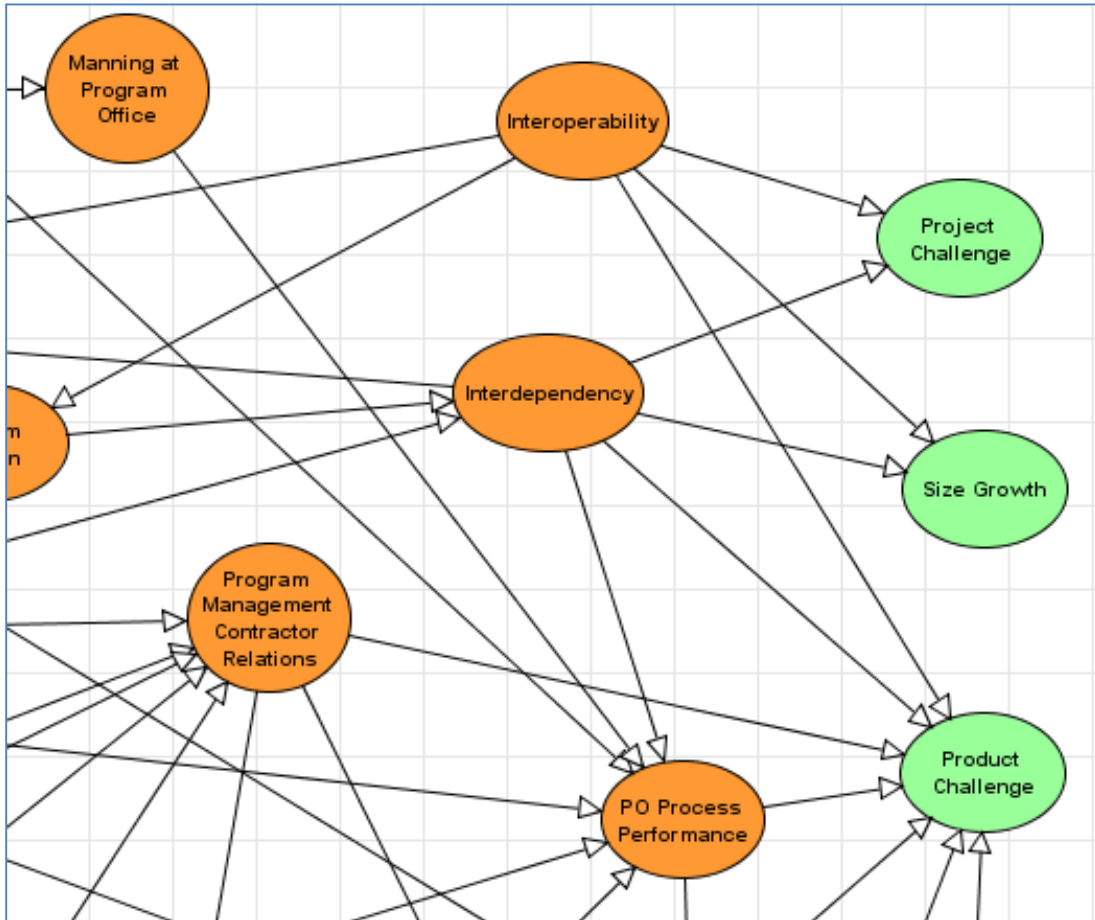 Manning at
Program
Office
Interoperability
Project
Challenge
Interdependency
m
n
Size Growth
Program
Management
Contractor
Relations
Product
Challenge
PO Process
Performance